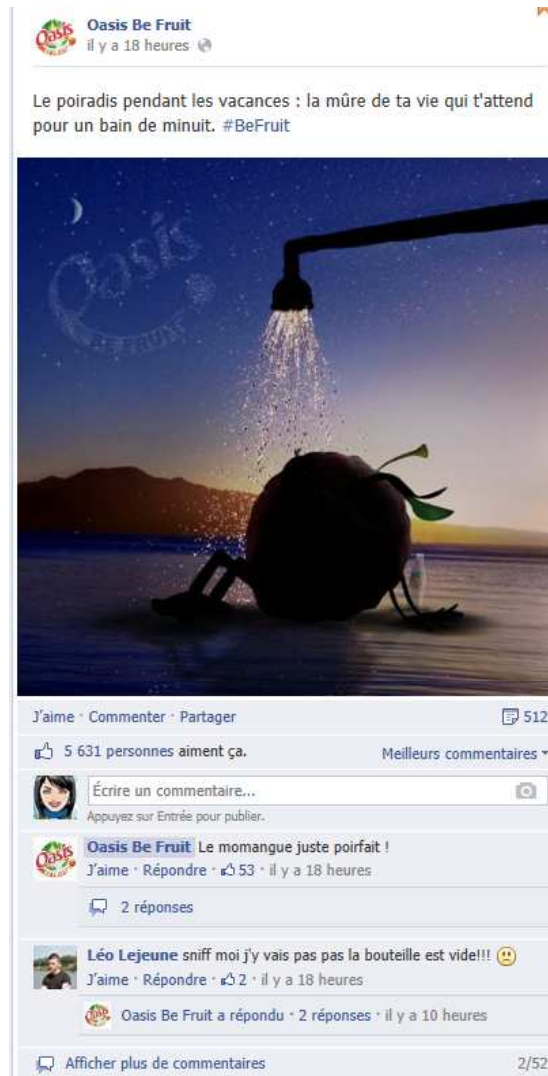 Oasis Be Fruit
il y a 18 heures
Le poiradis pendant les vacances : la mûre de ta vie qui t'attend
pour un bain de minuit. #BeFruit
Oasis
BE FRUIT
J'aime · Commenter · Partager
512
5 631 personnes aiment ça.
Meilleurs commentaires
Écrire un commentaire...
Appuyez sur Entrée pour publier.
Oasis Be Fruit Le momangue juste poirfait !
J'aime · Répondre · 53 · il y a 18 heures
2 réponses
Léo Lejeune sniff moi j'y vais pas pas la bouteille est vide!!!
J'aime · Répondre · 2 · il y a 18 heures
Oasis Be Fruit a répondu · 2 réponses · il y a 10 heures
Afficher plus de commentaires
2/52